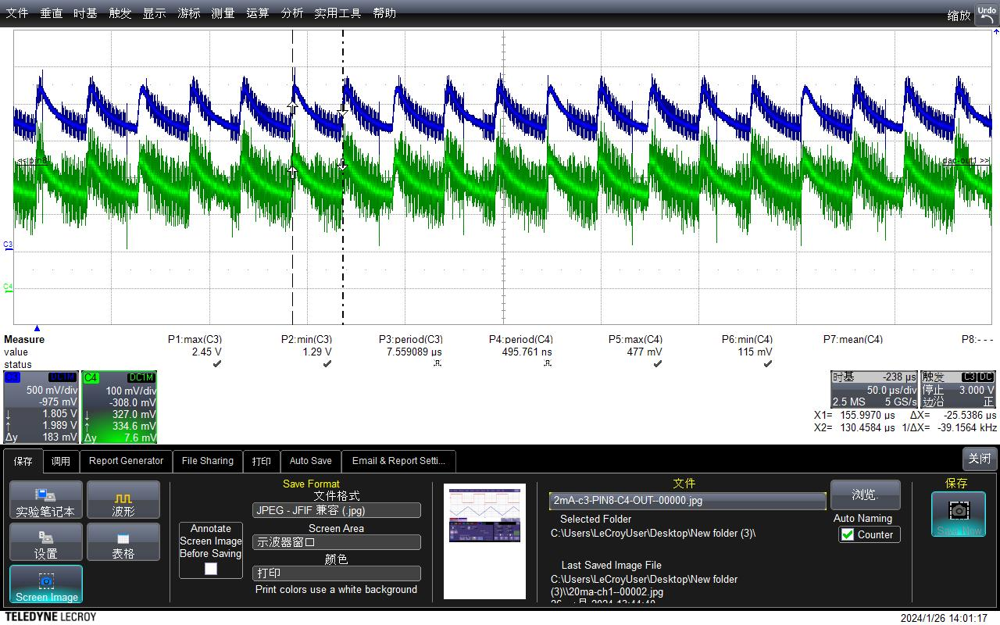 文件 垂直 时基 触发 显示 游标 测量 运算 分析 实用工具 帮助
缩放 Undo
<<pin8
dac-out1 >>
C3
C4
Measure P1:max(C3) P2:min(C3) P3:period(C3) P4:period(C4) P5:max(C4) P6:min(C4) P7:mean(C4) P8:- - -
value 2.45 V 1.29 V 7.559089 µs 495.761 ns 477 mV 115 mV
status
C3 DC1M
500 mV/div
-975 mV
↓ 1.805 V
↑ 1.989 V
Δy 183 mV
C4 DC1M
100 mV/div
-308.0 mV
↓ 327.0 mV
↑ 334.6 mV
Δy 7.6 mV
时基 -238 µs
50.0 µs/div
2.5 MS 5 GS/s
触发 C3 DC
停止 3.000 V
边沿 正
X1= 155.9970 µs ΔX= -25.5386 µs
X2= 130.4584 µs 1/ΔX= -39.1564 kHz
保存 调用 Report Generator File Sharing 打印 Auto Save Email & Report Setti... 关闭
实验笔记本
波形
设置
表格
Screen Image
Annotate
Screen Image
Before Saving
Save Format
文件格式
JPEG - JFIF 兼容 (.jpg)
Screen Area
示波器窗口
颜色
打印
Print colors use a white background
文件
2mA-c3-PIN8-C4-OUT--00000.jpg
浏览.
Selected Folder
C:\Users\LeCroyUser\Desktop\New folder (3)\
Auto Naming
Counter
Last Saved Image File
C:\Users\LeCroyUser\Desktop\New folder
(3)\\20ma-ch1--00002.jpg
保存
Save Now
TELEDYNE LECROY
2024/1/26 14:01:17